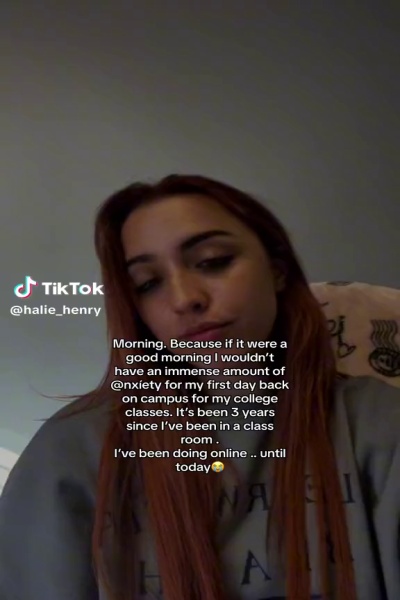 TikTok
@halie_henry
Morning. Because if it were a
good morning I wouldn't
have an immense amount of
@nxiety for my first day back
on campus for my college
classes. It's been 3 years
since I've been in a class
room .
I've been doing online .. until
today😭